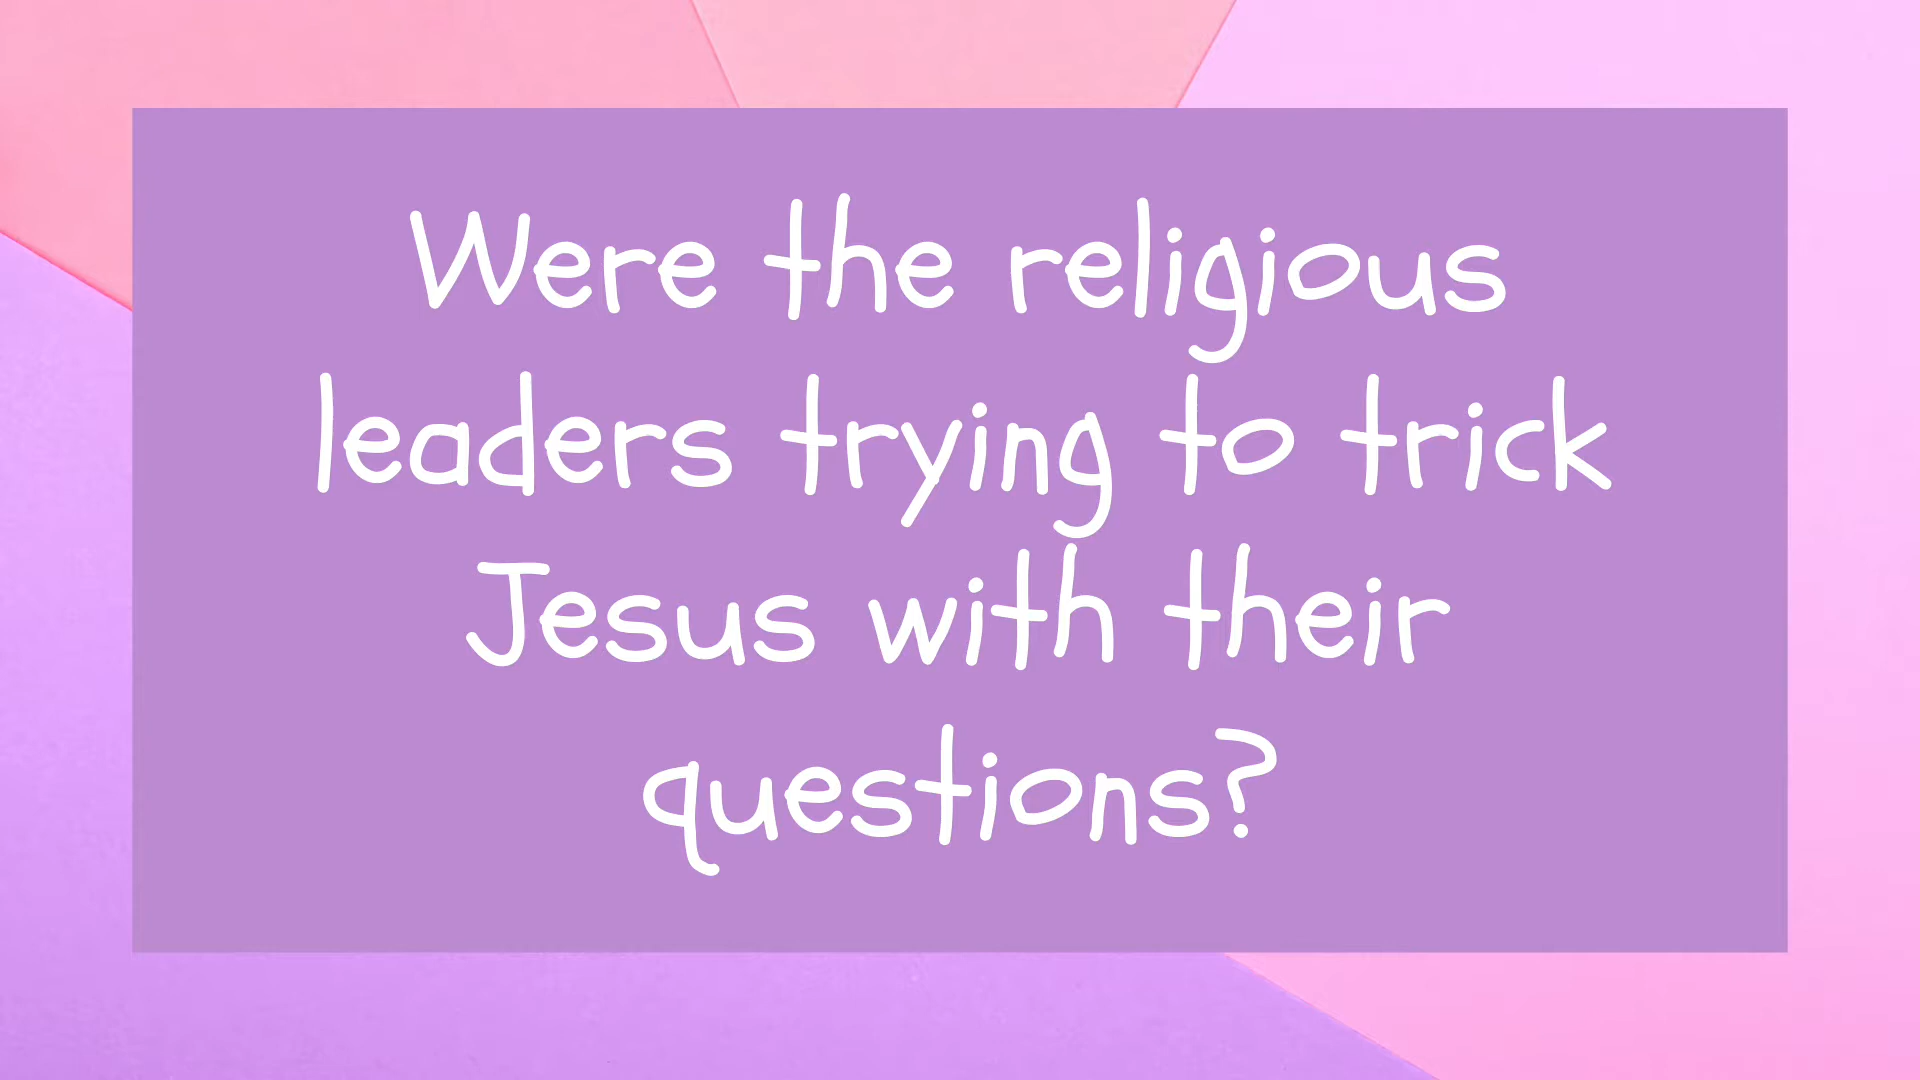 Were the religious
leaders trying to trick
Jesus with their
questions?